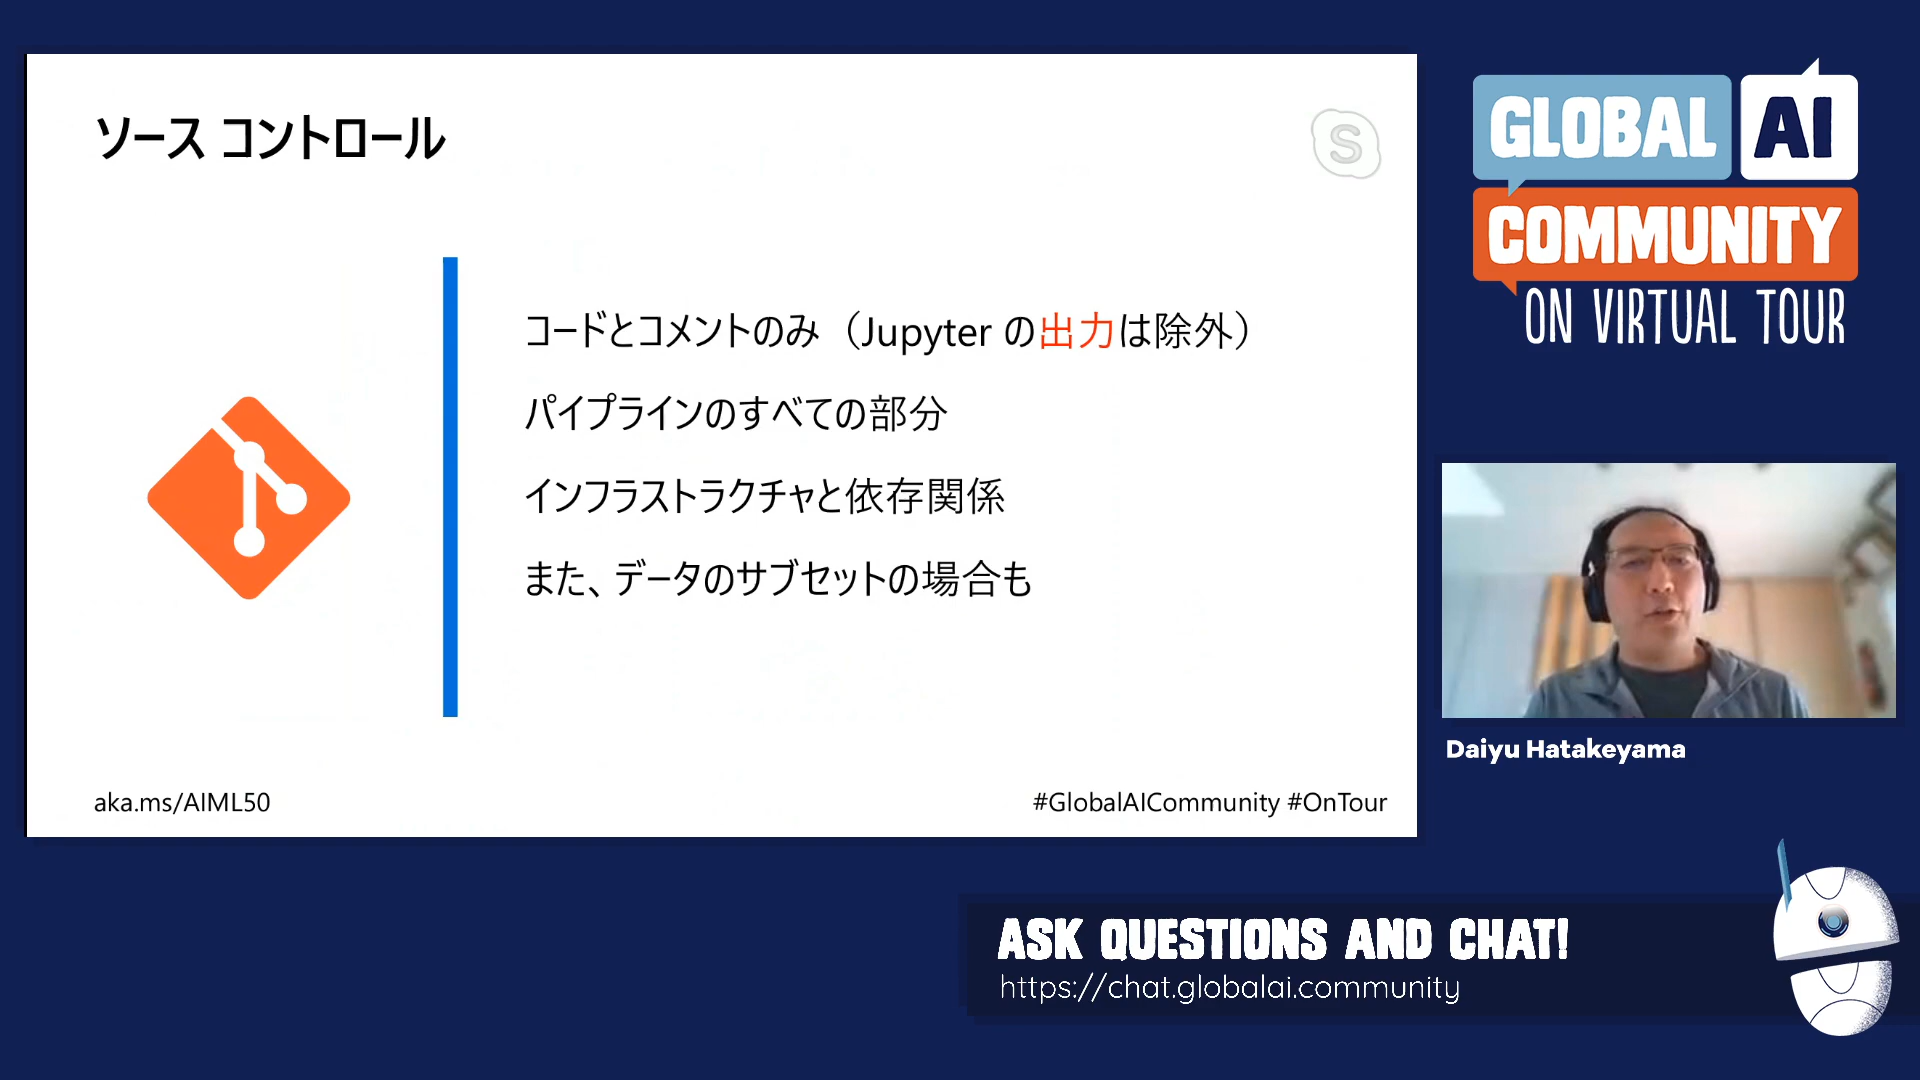 ソース コントロール
S
コードとコメントのみ（Jupyter の出力は除外）
パイプラインのすべての部分
インフラストラクチャと依存関係
また、データのサブセットの場合も
aka.ms/AIML50
#GlobalAICommunity #OnTour
GLOBAL AI
COMMUNITY
ON VIRTUAL TOUR
Daiyu Hatakeyama
ASK QUESTIONS AND CHAT!
https://chat.globalai.community